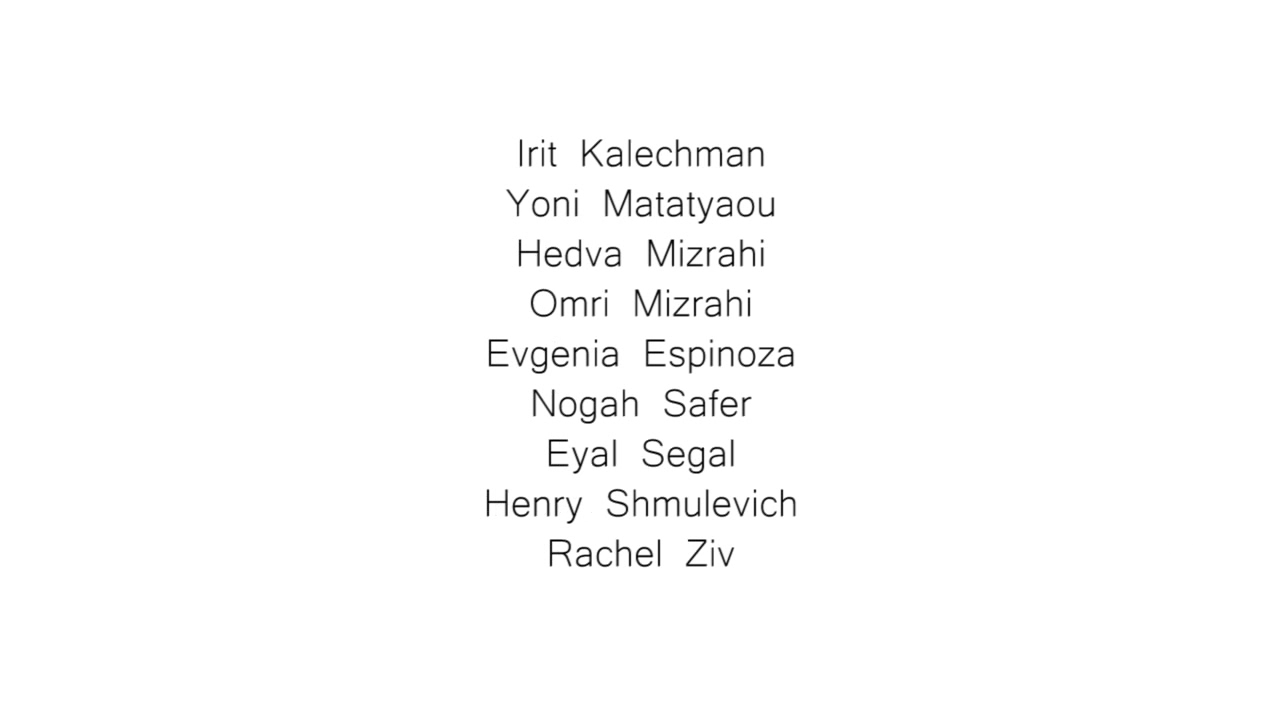 Irit Kalechman
Yoni Matatyaou
Hedva Mizrahi
Omri Mizrahi
Evgenia Espinoza
Nogah Safer
Eyal Segal
Henry Shmulevich
Rachel Ziv